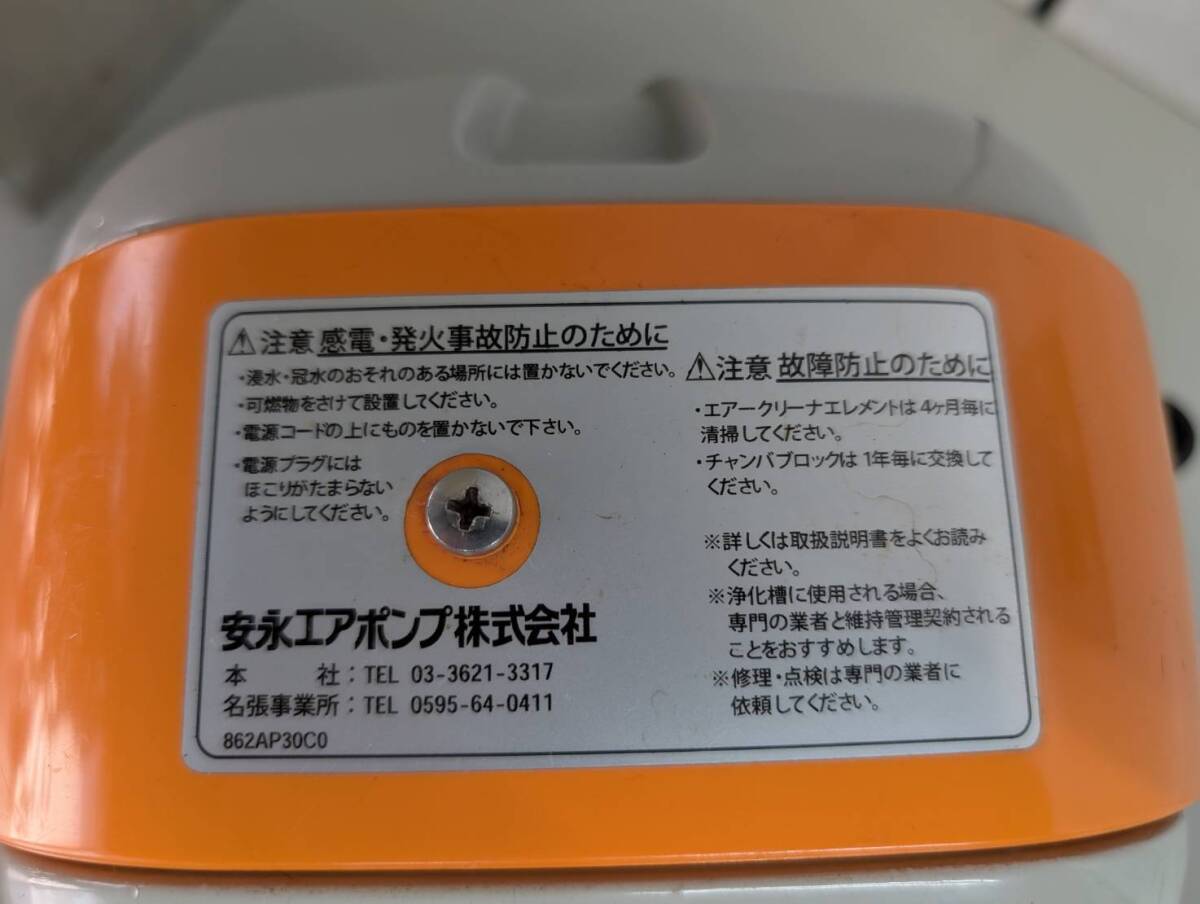 ⚠注意 感電・発火事故防止のために
・浸水・冠水のおそれのある場所には置かないでください。
・可燃物をさけて設置してください。
・電源コードの上にものを置かないで下さい。
・電源プラグには
ほこりがたまらない
ようにしてください。
安永エアポンプ株式会社
本　　　社：TEL 03-3621-3317
名張事業所：TEL 0595-64-0411
862AP30C0
⚠注意 故障防止のために
・エアークリーナエレメントは4ヶ月毎に
清掃してください。
・チャンバブロックは1年毎に交換して
ください。
※詳しくは取扱説明書をよくお読み
ください。
※浄化槽に使用される場合、
専門の業者と維持管理契約される
ことをおすすめします。
※修理・点検は専門の業者に
依頼してください。